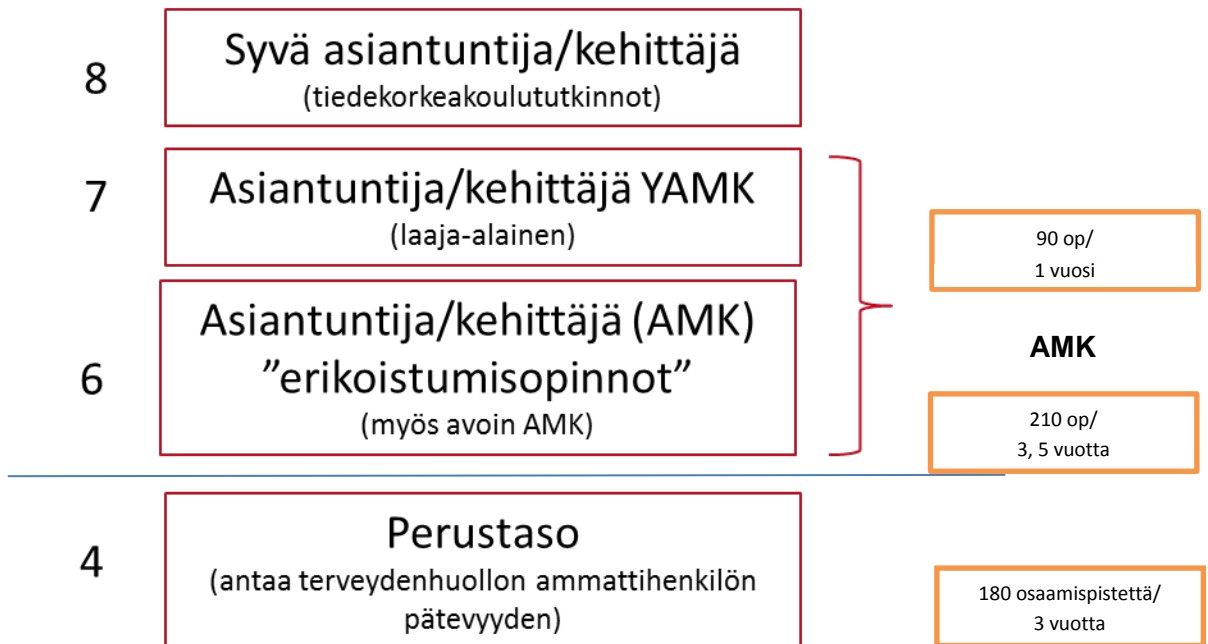 8
Syvä asiantuntija/kehittäjä
(tiedekorkeakoulututkinnot)
7
Asiantuntija/kehittäjä YAMK
(laaja-alainen)
90 op/
1 vuosi
6
Asiantuntija/kehittäjä (AMK)
”erikoistumisopinnot”
(myös avoin AMK)
AMK
210 op/
3, 5 vuotta
4
Perustaso
(antaa terveydenhuollon ammattihenkilön
pätevyyden)
180 osaamispistettä/
3 vuotta